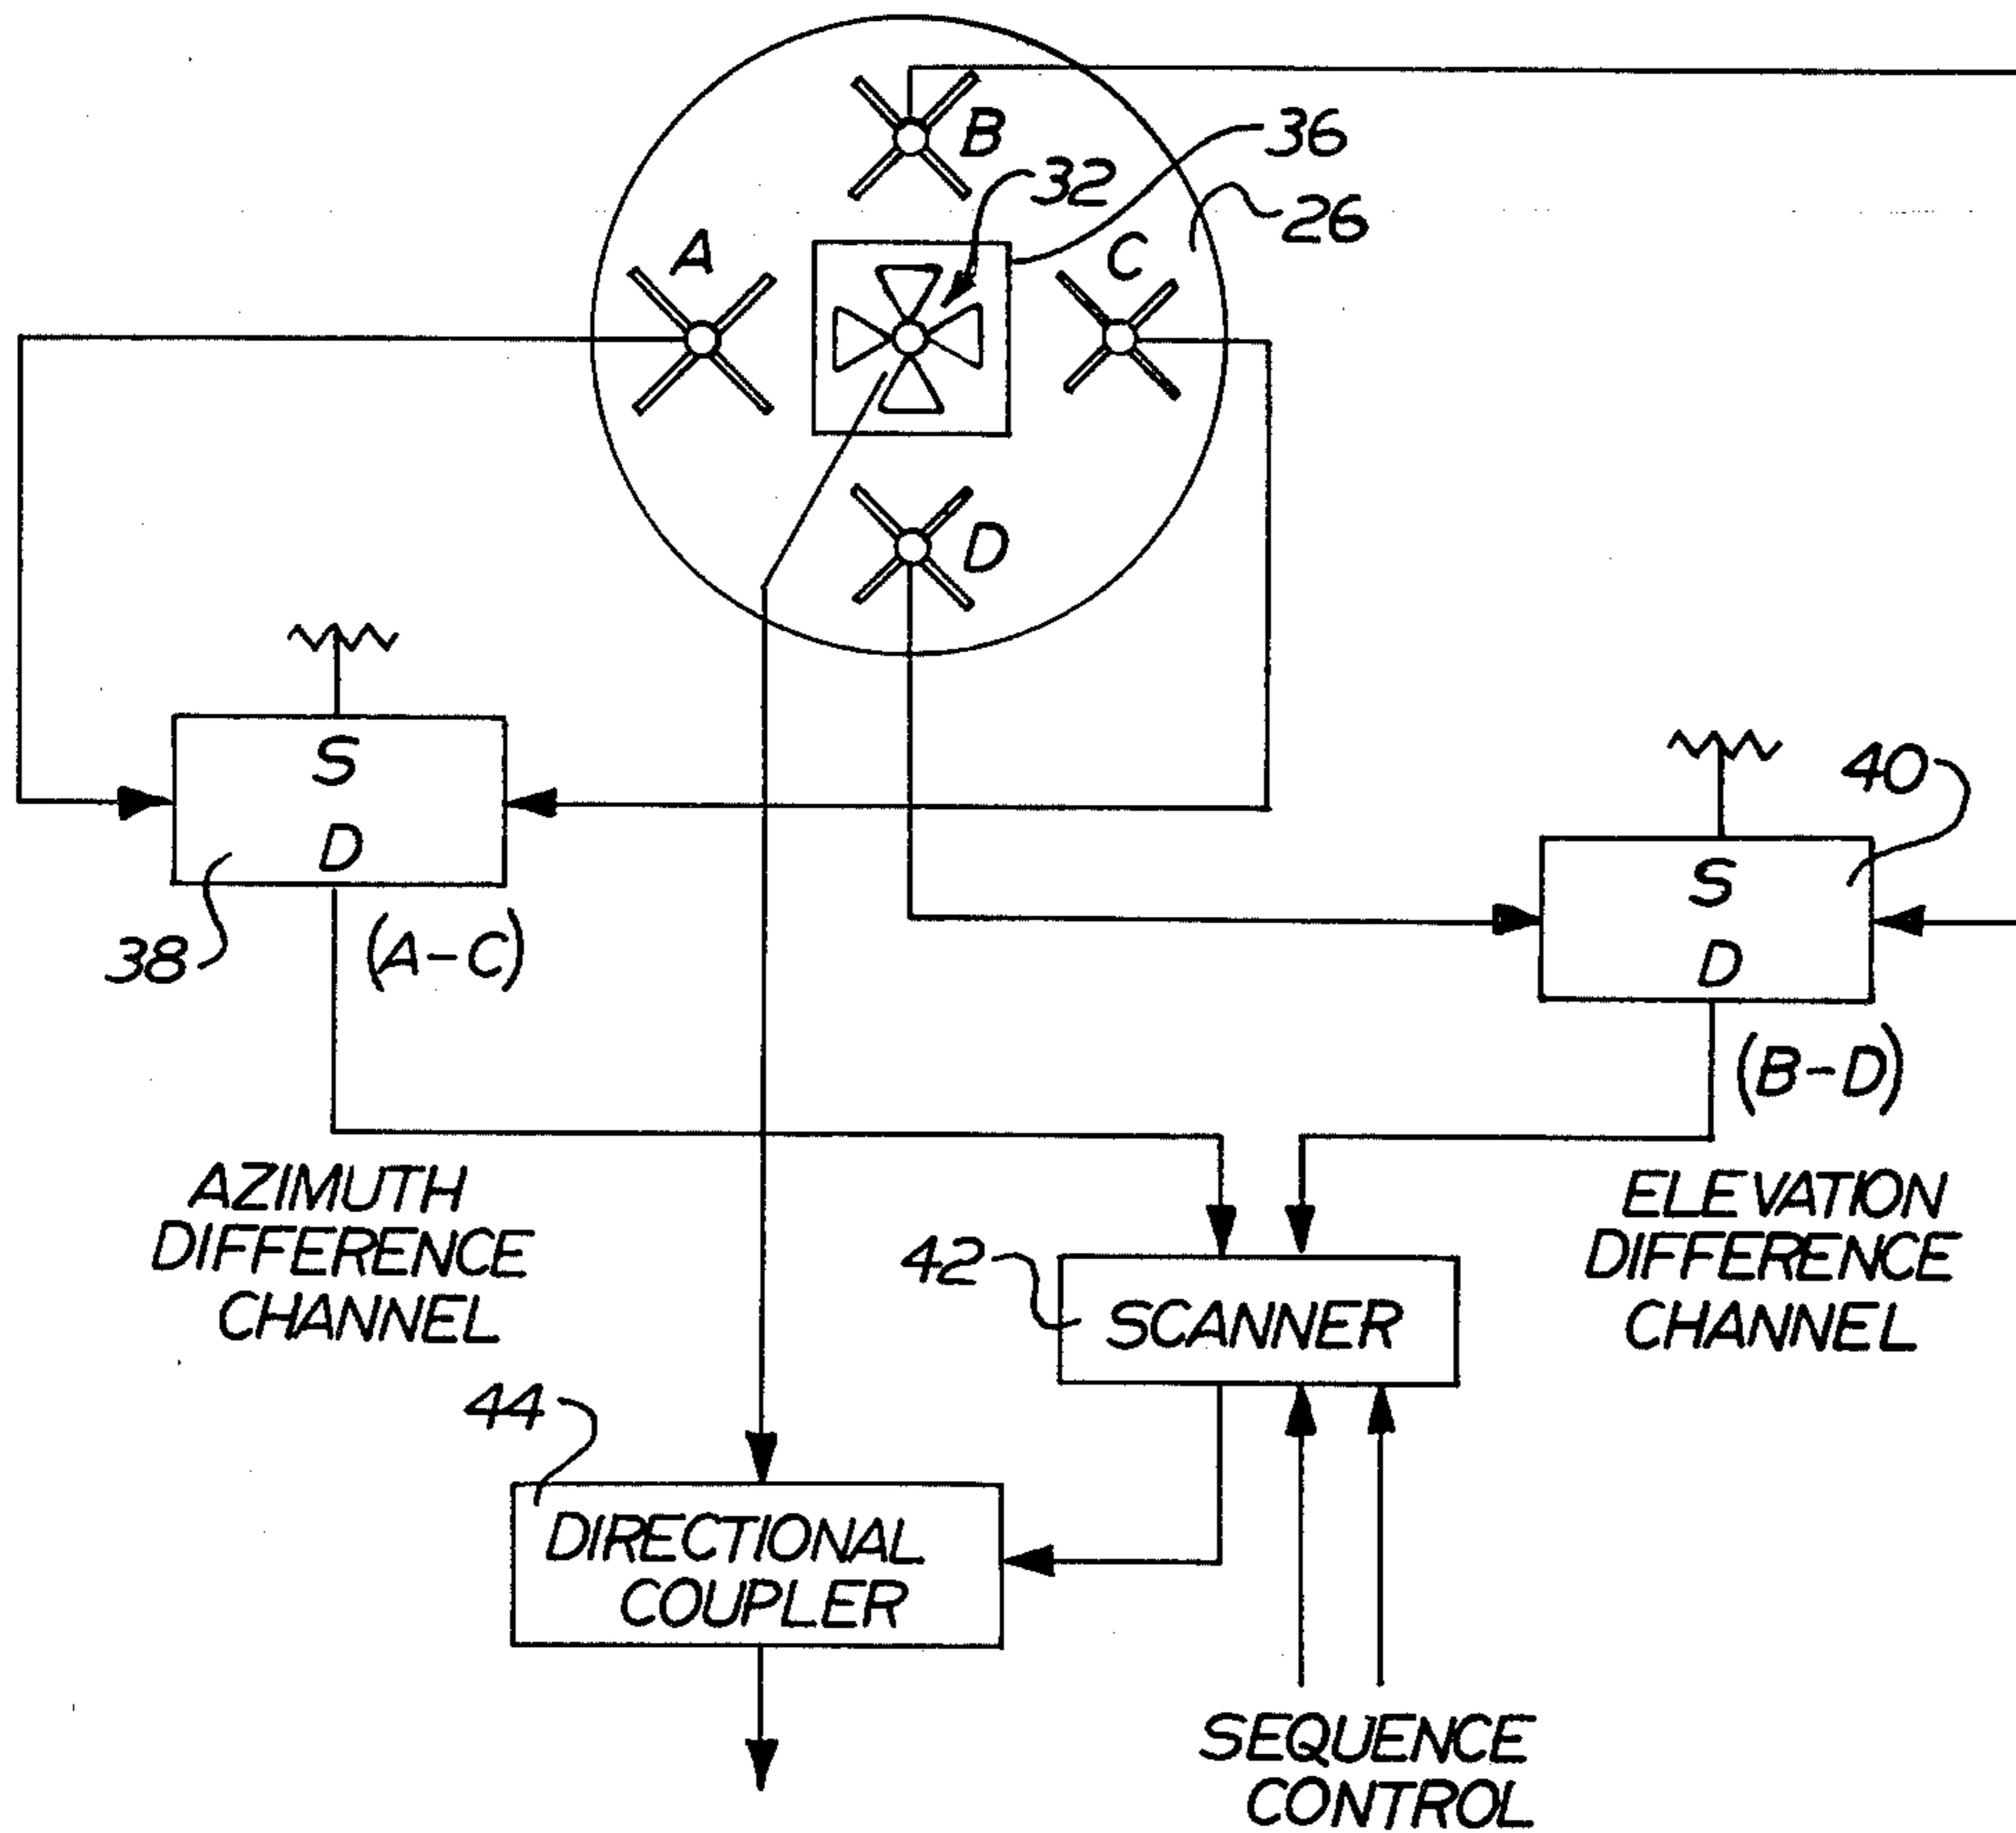 B
36
32
26
A
C
D
S
D
38
(A-C)
40
S
D
(B-D)
AZIMUTH
DIFFERENCE
CHANNEL
ELEVATION
DIFFERENCE
CHANNEL
42
SCANNER
44
DIRECTIONAL
COUPLER
SEQUENCE
CONTROL